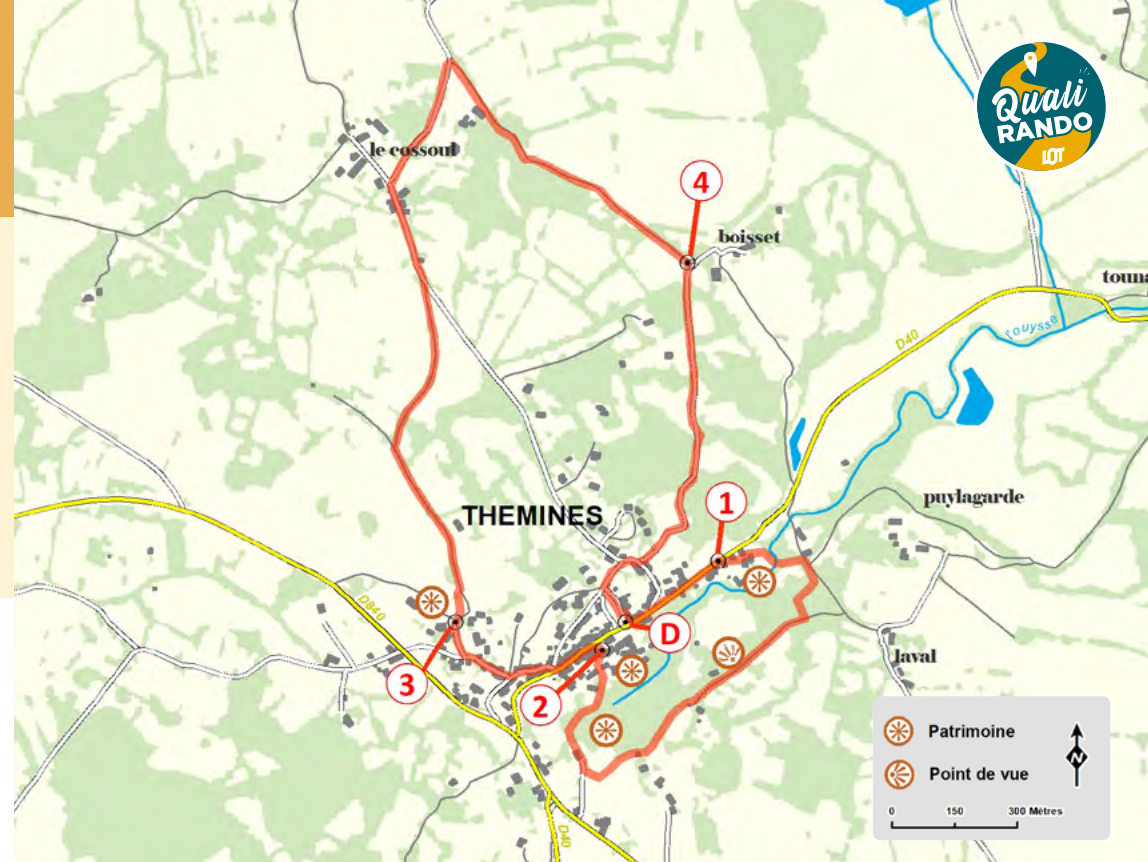 Quali
RANDO
LOT
le cossoul
4
boisset
touna
Touysse
D40
1
puylagarde
THEMINES
D840
D
laval
3
2
Patrimoine
Point de vue
N
0 150 300 Mètres
D40